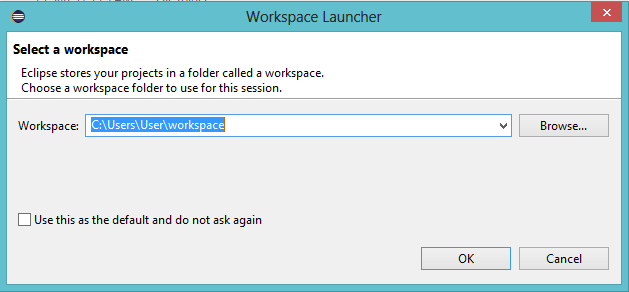 Workspace Launcher
Select a workspace
Eclipse stores your projects in a folder called a workspace.
Choose a workspace folder to use for this session.
Workspace: C:\Users\User\workspace Browse...
Use this as the default and do not ask again
OK Cancel